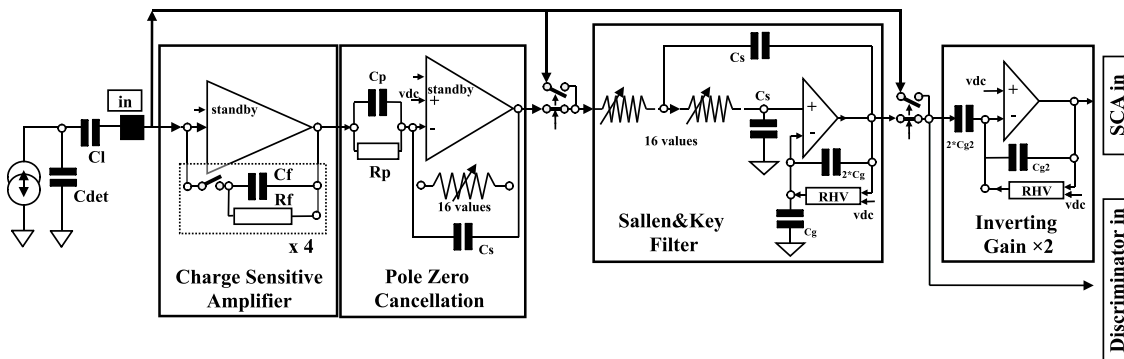 in
Cl
Cdet
standby
Cf
Rf
x 4
Charge Sensitive
Amplifier
Cp
Rp
vdc
standby
+
-
16 values
Cs
Pole Zero
Cancellation
Cs
Cs
16 values
+
-
2*Cg
RHV
vdc
Cg
Sallen&Key
Filter
vdc
+
-
2*Cg2
Cg2
RHV
vdc
Inverting
Gain ×2
SCA in
Discriminator in